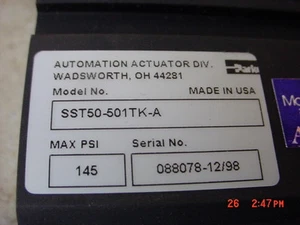 AUTOMATION ACTUATOR DIV.
WADSWORTH, OH 44281
Parker
Model No.
MADE IN USA
SST50-501TK-A
MAX PSI
Serial No.
145
088078-12/98
26 2:47PM